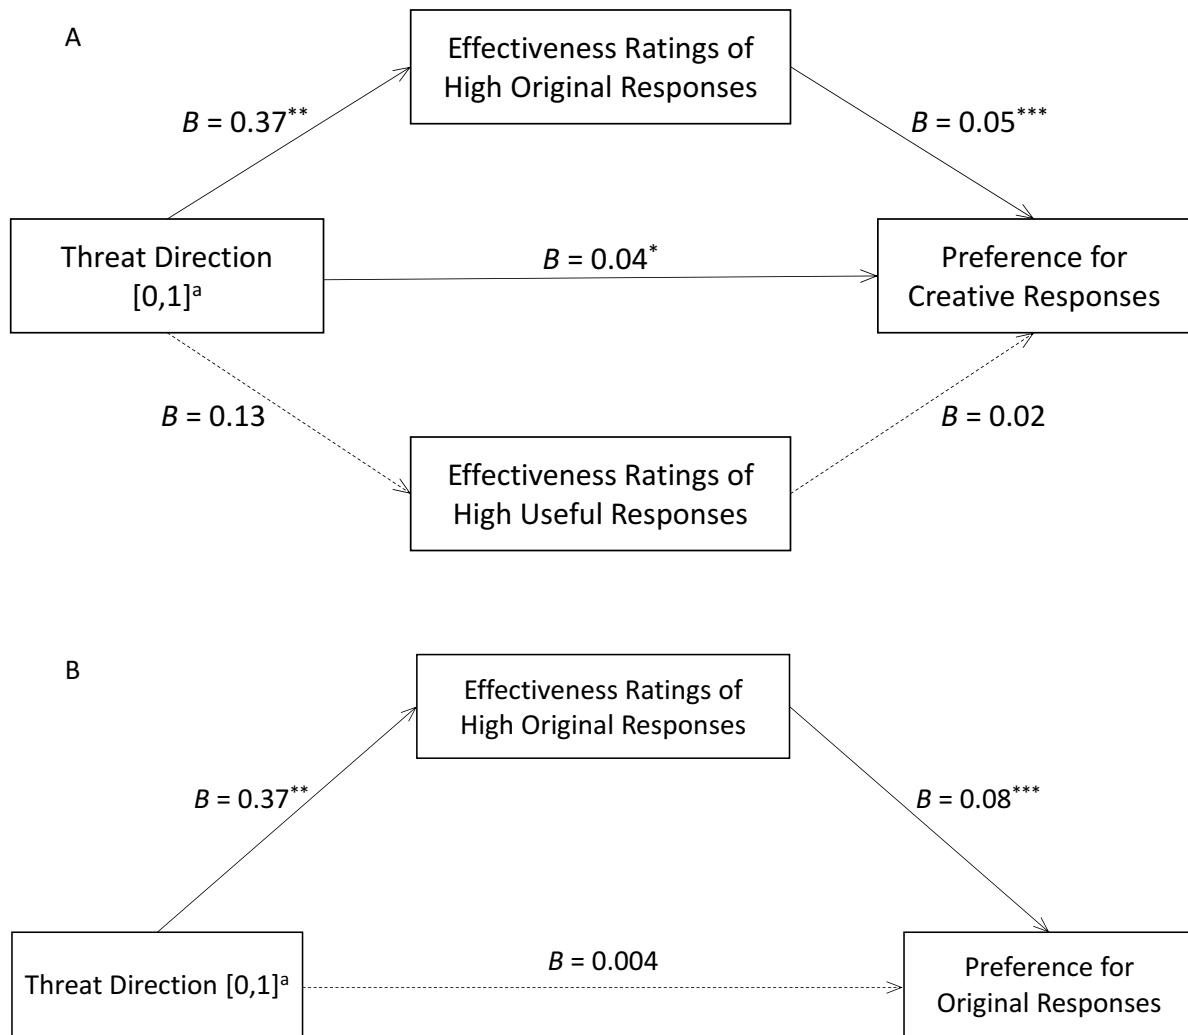 A
Effectiveness Ratings of
High Original Responses
B = 0.37**
B = 0.05***
Threat Direction
[0,1]ᵃ
B = 0.04*
Preference for
Creative Responses
B = 0.13
B = 0.02
Effectiveness Ratings of
High Useful Responses
B
Effectiveness Ratings of
High Original Responses
B = 0.37**
B = 0.08***
Threat Direction [0,1]ᵃ
B = 0.004
Preference for
Original Responses